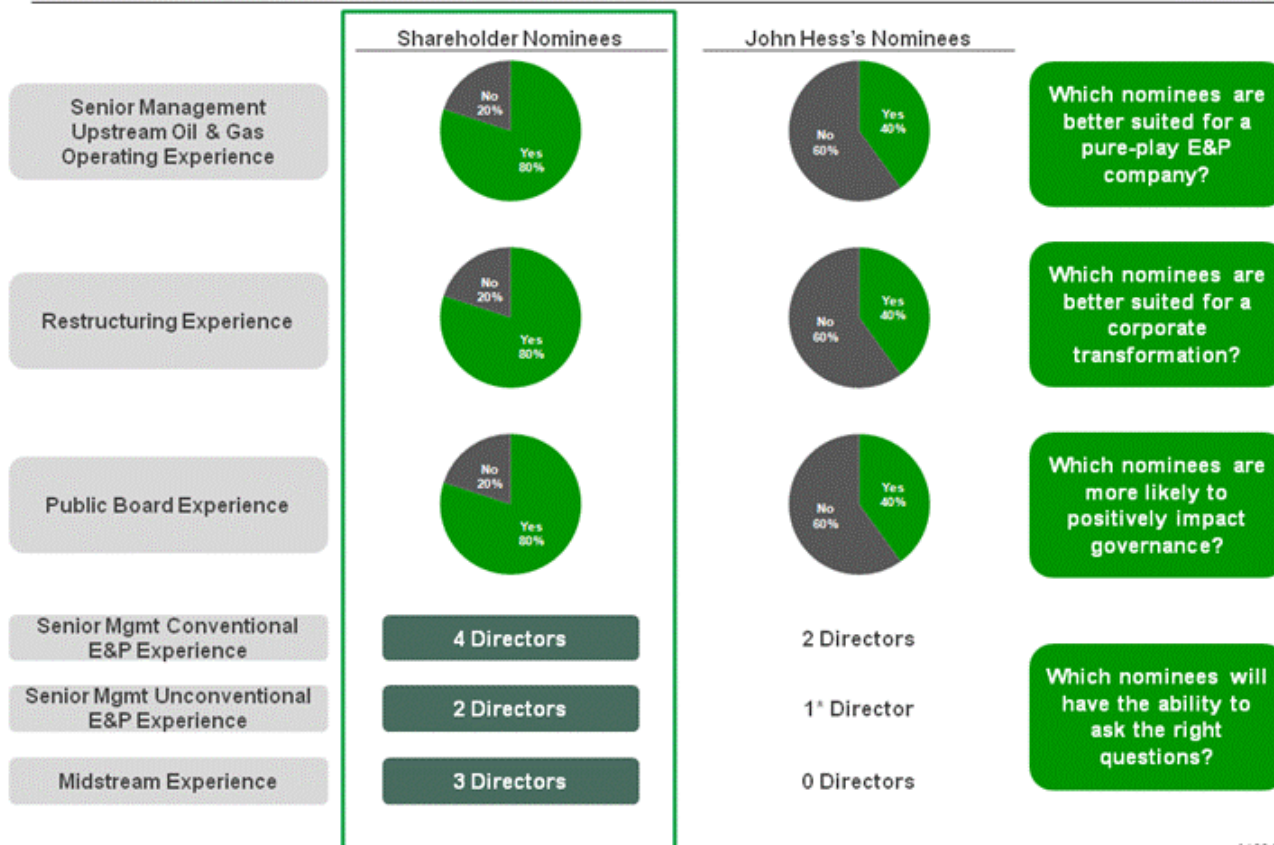 Shareholder Nominees
John Hess's Nominees
Senior Management
Upstream Oil & Gas
Operating Experience
No
20%
Yes
80%
Yes
40%
No
60%
Which nominees are
better suited for a
pure-play E&P
company?
Restructuring Experience
No
20%
Yes
80%
Yes
40%
No
60%
Which nominees are
better suited for a
corporate
transformation?
Public Board Experience
No
20%
Yes
80%
Yes
40%
No
60%
Which nominees are
more likely to
positively impact
governance?
Senior Mgmt Conventional
E&P Experience
4 Directors
2 Directors
Senior Mgmt Unconventional
E&P Experience
2 Directors
1* Director
Midstream Experience
3 Directors
0 Directors
Which nominees will
have the ability to
ask the right
questions?